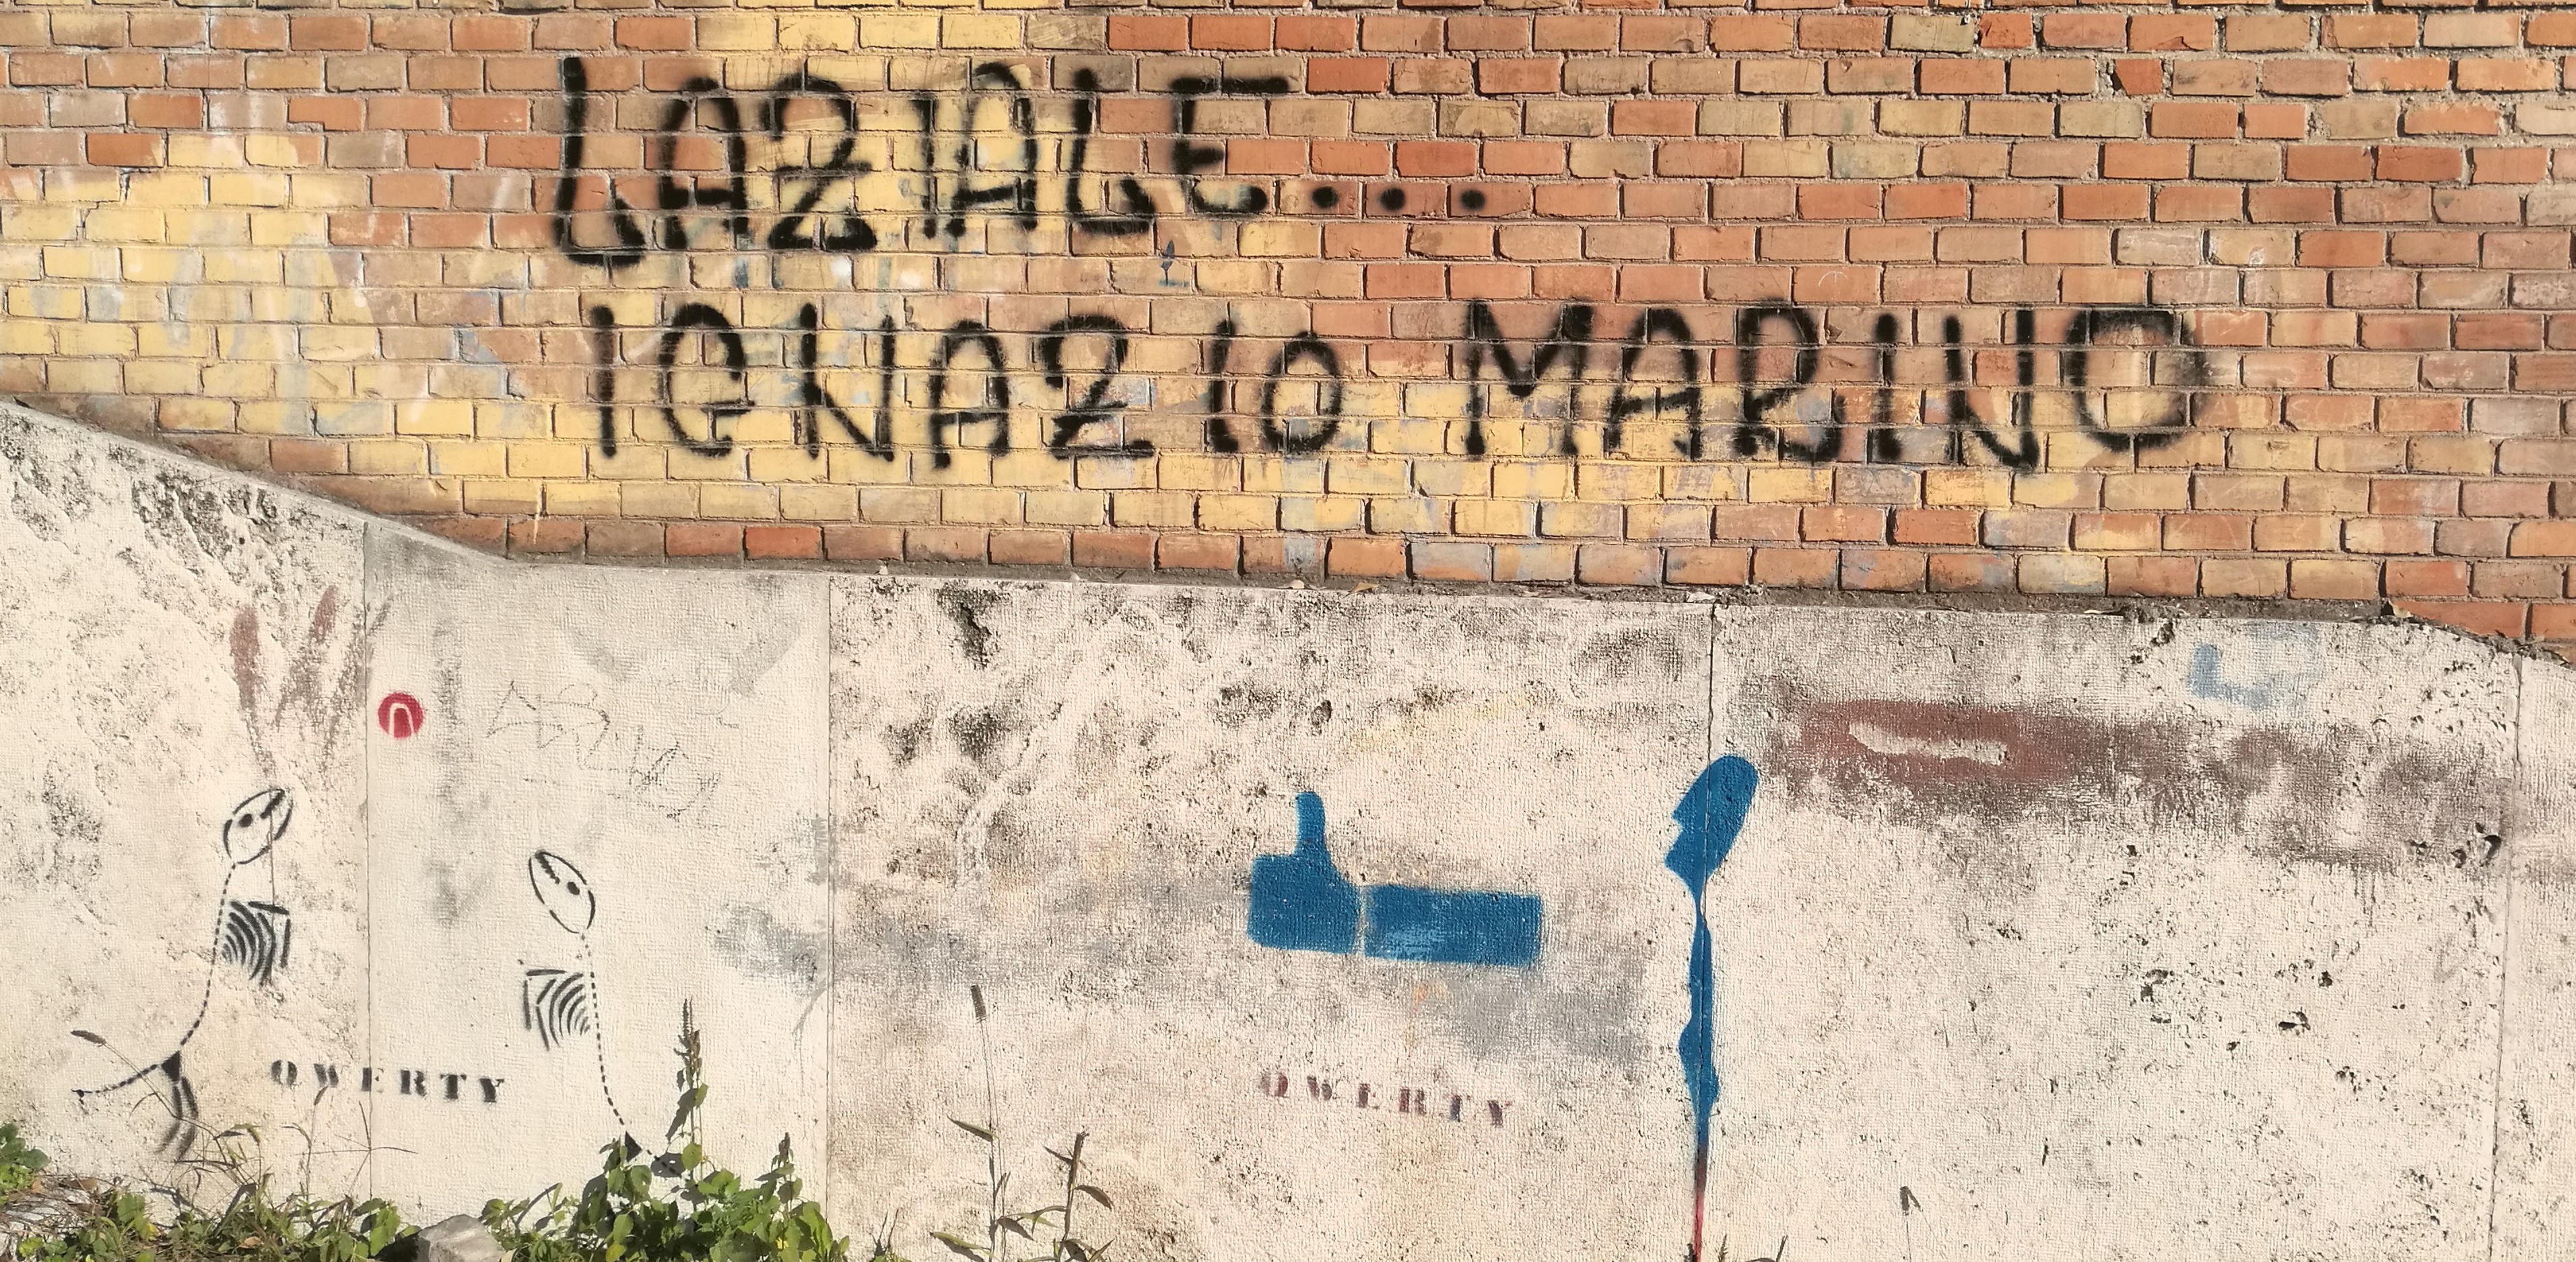 LAZIALE....
IGNAZIO MARINO
QWERTY
QWERTY